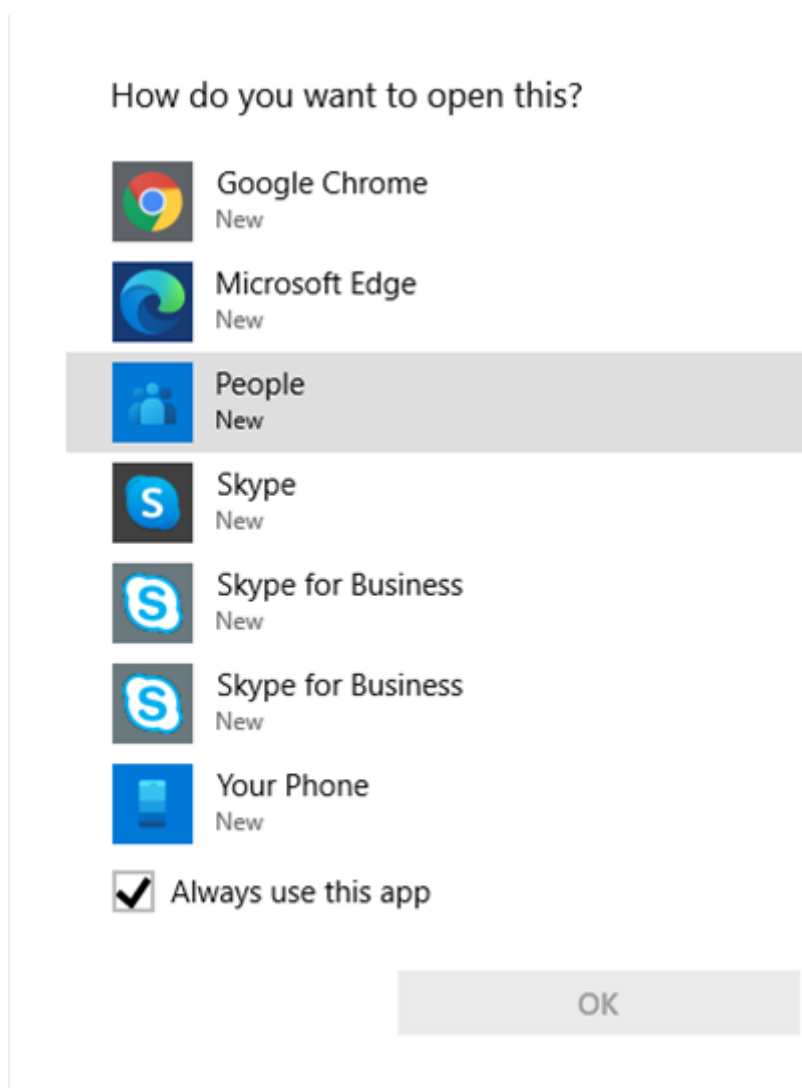 How do you want to open this?
Google Chrome
New
Microsoft Edge
New
People
New
Skype
New
Skype for Business
New
Skype for Business
New
Your Phone
New
Always use this app
OK